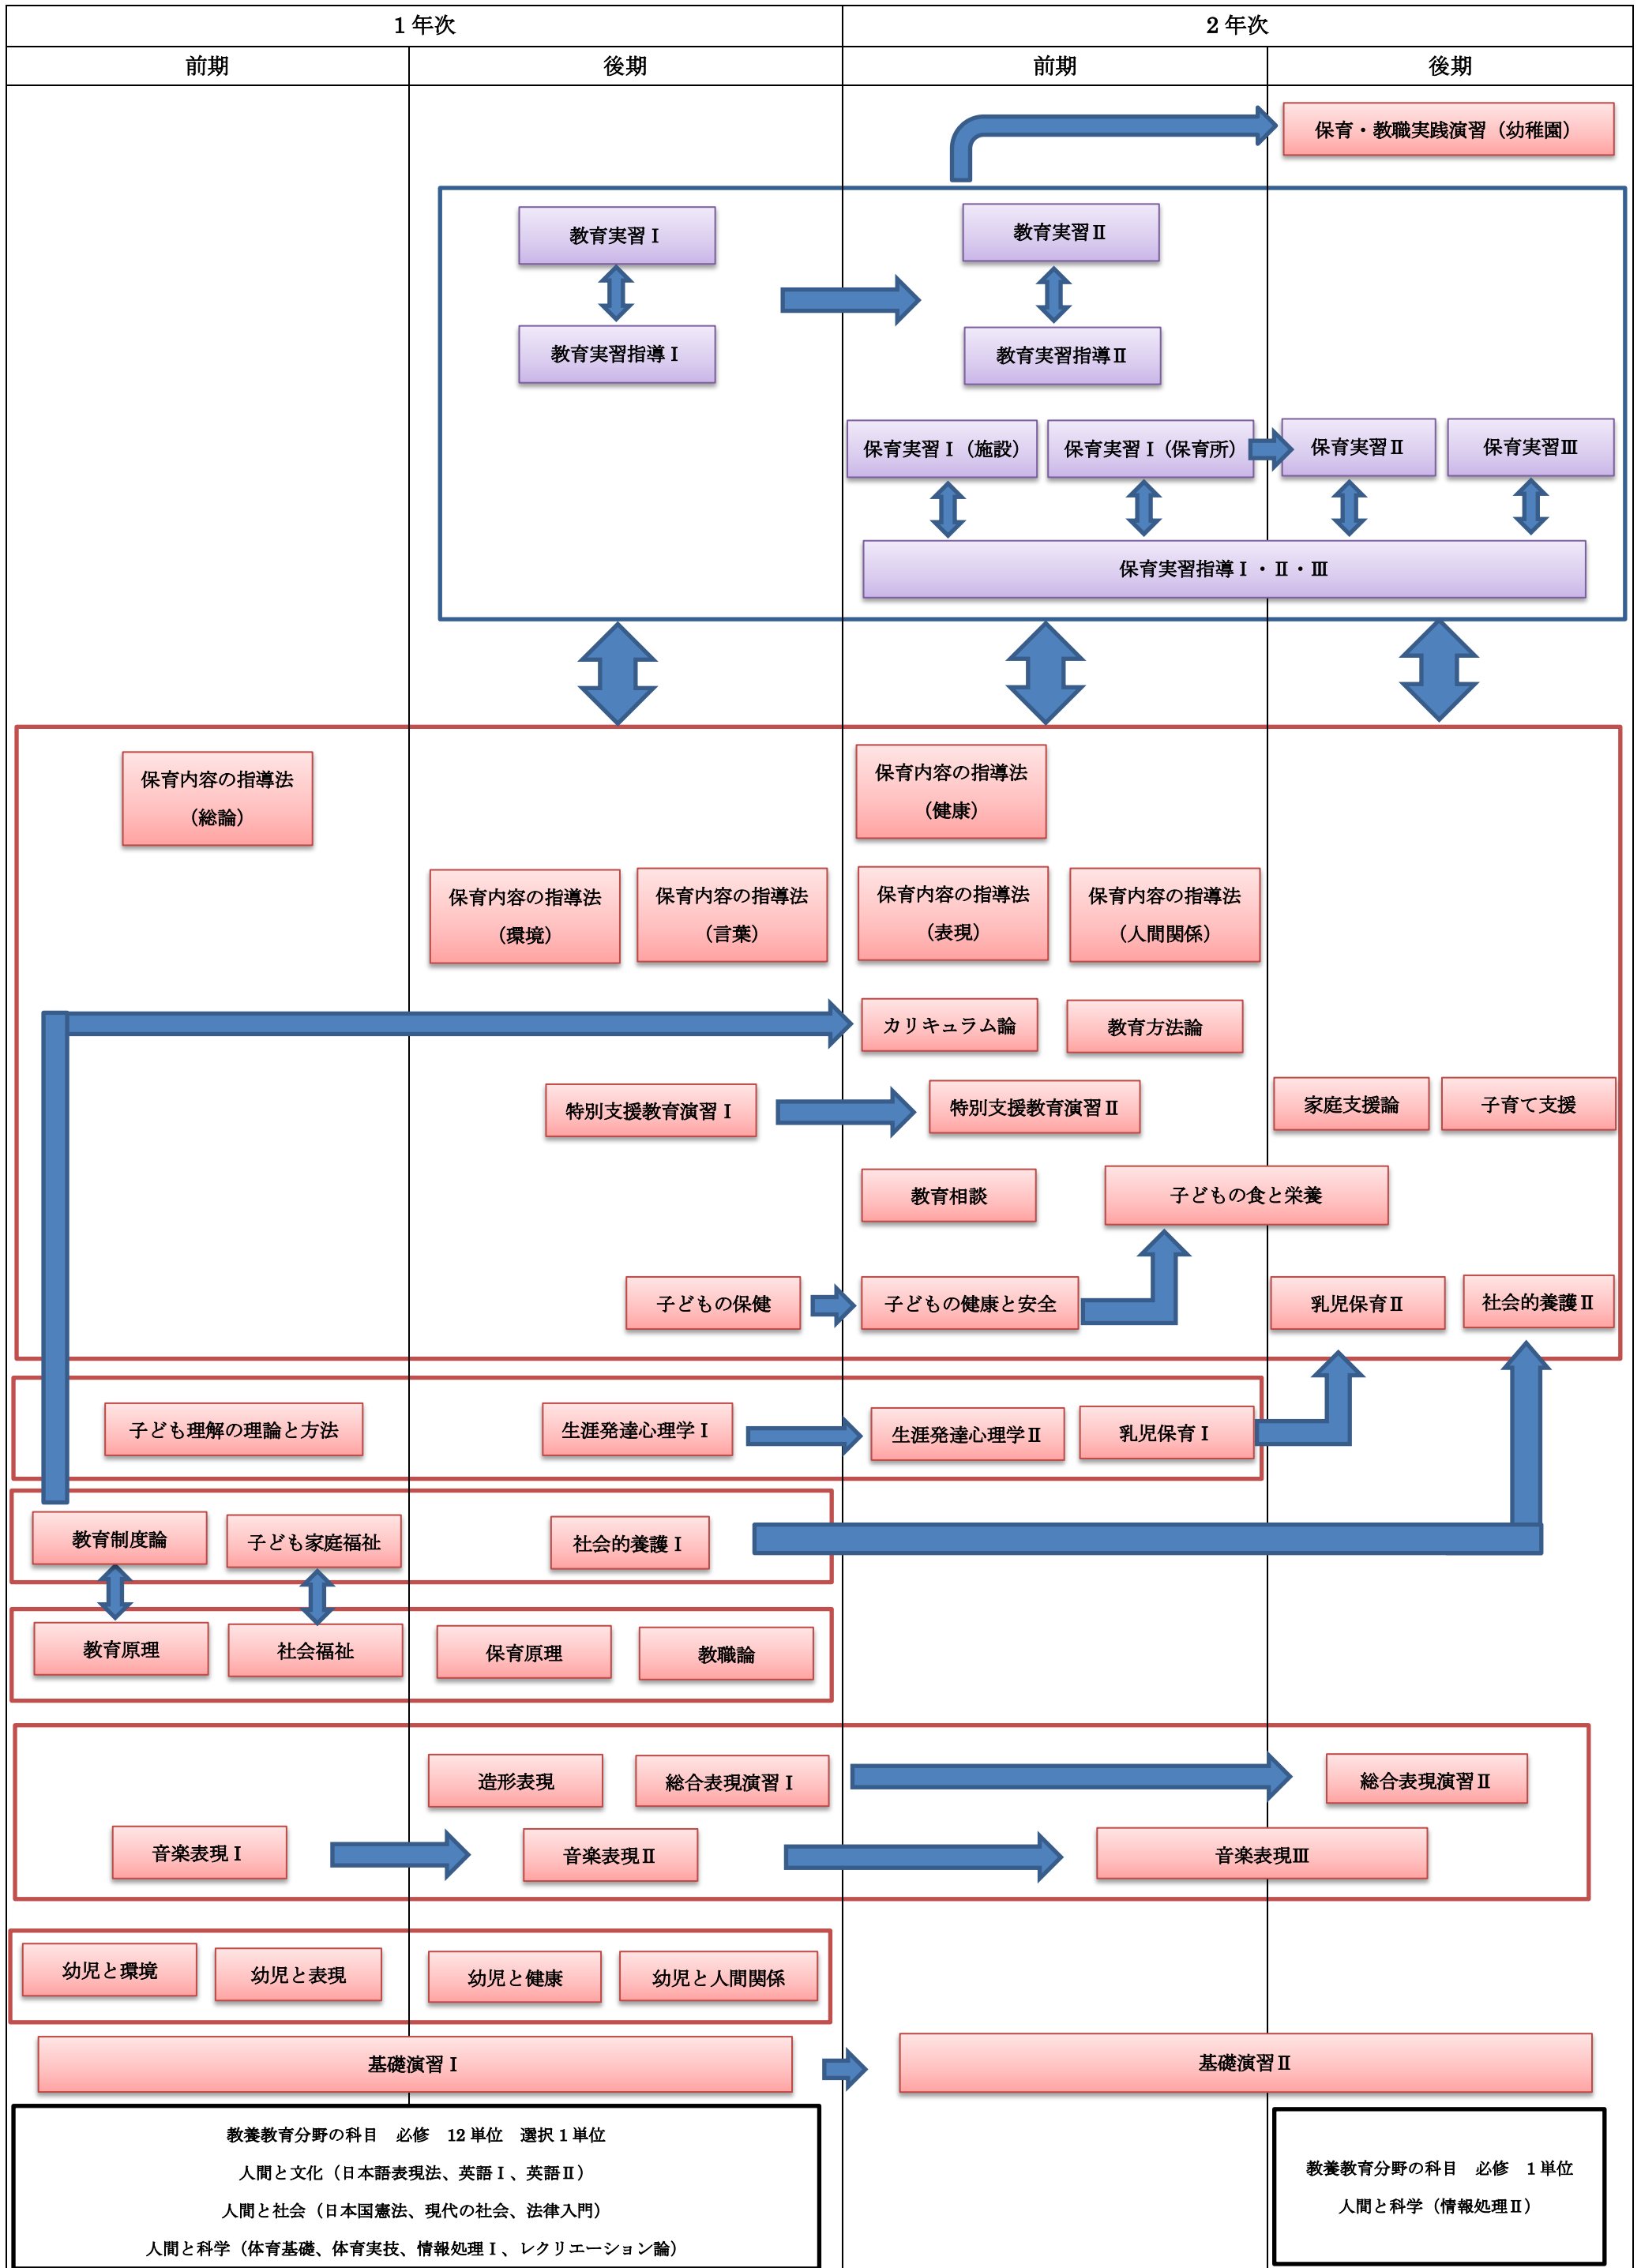 1 年次
2 年次
前期
後期
前期
後期
保育・教職実践演習（幼稚園）
教育実習Ⅰ
教育実習Ⅱ
教育実習指導Ⅰ
教育実習指導Ⅱ
保育実習Ⅰ（施設）
保育実習Ⅰ（保育所）
保育実習Ⅱ
保育実習Ⅲ
保育実習指導Ⅰ・Ⅱ・Ⅲ
保育内容の指導法
（総論）
保育内容の指導法
（健康）
保育内容の指導法
（環境）
保育内容の指導法
（言葉）
保育内容の指導法
（表現）
保育内容の指導法
（人間関係）
カリキュラム論
教育方法論
特別支援教育演習Ⅰ
特別支援教育演習Ⅱ
家庭支援論
子育て支援
教育相談
子どもの食と栄養
子どもの保健
子どもの健康と安全
乳児保育Ⅱ
社会的養護Ⅱ
子ども理解の理論と方法
生涯発達心理学Ⅰ
生涯発達心理学Ⅱ
乳児保育Ⅰ
教育制度論
子ども家庭福祉
社会的養護Ⅰ
教育原理
社会福祉
保育原理
教職論
造形表現
総合表現演習Ⅰ
総合表現演習Ⅱ
音楽表現Ⅰ
音楽表現Ⅱ
音楽表現Ⅲ
幼児と環境
幼児と表現
幼児と健康
幼児と人間関係
基礎演習Ⅰ
基礎演習Ⅱ
教養教育分野の科目　必修　12 単位　選択 1 単位
人間と文化（日本語表現法、英語Ⅰ、英語Ⅱ）
人間と社会（日本国憲法、現代の社会、法律入門）
人間と科学（体育基礎、体育実技、情報処理Ⅰ、レクリエーション論）
教養教育分野の科目　必修　1 単位
人間と科学（情報処理Ⅱ）